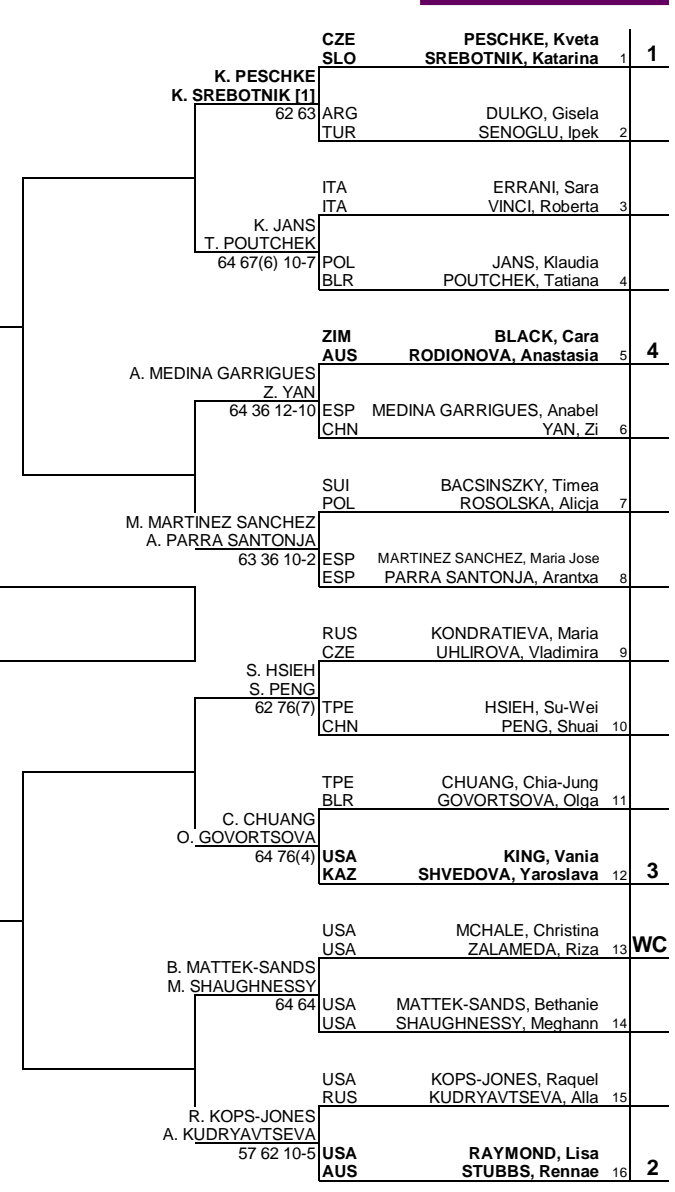 CZE PESCHKE, Kveta
SLO SREBOTNIK, Katarina 1 1
K. PESCHKE
K. SREBOTNIK [1]
62 63 ARG DULKO, Gisela
TUR SENOGLU, Ipek 2
ITA ERRANI, Sara
ITA VINCI, Roberta 3
K. JANS
T. POUTCHEK
64 67(6) 10-7 POL JANS, Klaudia
BLR POUTCHEK, Tatiana 4
ZIM BLACK, Cara
AUS RODIONOVA, Anastasia 5 4
A. MEDINA GARRIGUES
Z. YAN
64 36 12-10 ESP MEDINA GARRIGUES, Anabel
CHN YAN, Zi 6
SUI BACSINSZKY, Timea
POL ROSOLSKA, Alicja 7
M. MARTINEZ SANCHEZ
A. PARRA SANTONJA
63 36 10-2 ESP MARTINEZ SANCHEZ, Maria Jose
ESP PARRA SANTONJA, Arantxa 8
RUS KONDRATIEVA, Maria
CZE UHLIROVA, Vladimira 9
S. HSIEH
S. PENG
62 76(7) TPE HSIEH, Su-Wei
CHN PENG, Shuai 10
TPE CHUANG, Chia-Jung
BLR GOVORTSOVA, Olga 11
C. CHUANG
O. GOVORTSOVA
64 76(4) USA KING, Vania
KAZ SHVEDOVA, Yaroslava 12 3
USA MCHALE, Christina
USA ZALAMEDA, Riza 13 WC
B. MATTEK-SANDS
M. SHAUGHNESSY
64 64 USA MATTEK-SANDS, Bethanie
USA SHAUGHNESSY, Meghann 14
USA KOPS-JONES, Raquel
RUS KUDRYAVTSEVA, Alla 15
R. KOPS-JONES
A. KUDRYAVTSEVA
57 62 10-5 USA RAYMOND, Lisa
AUS STUBBS, Rennae 16 2